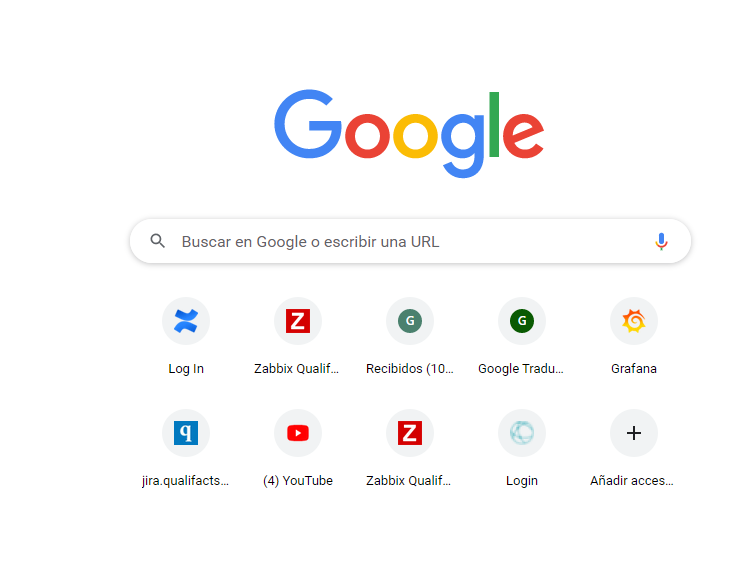 Google
Buscar en Google o escribir una URL
Z
G
G
Log In
Zabbix Qualif...
Recibidos (10...
Google Tradu...
Grafana
q
Z
jira.qualifacts...
(4) YouTube
Zabbix Qualif...
Login
Añadir acces...